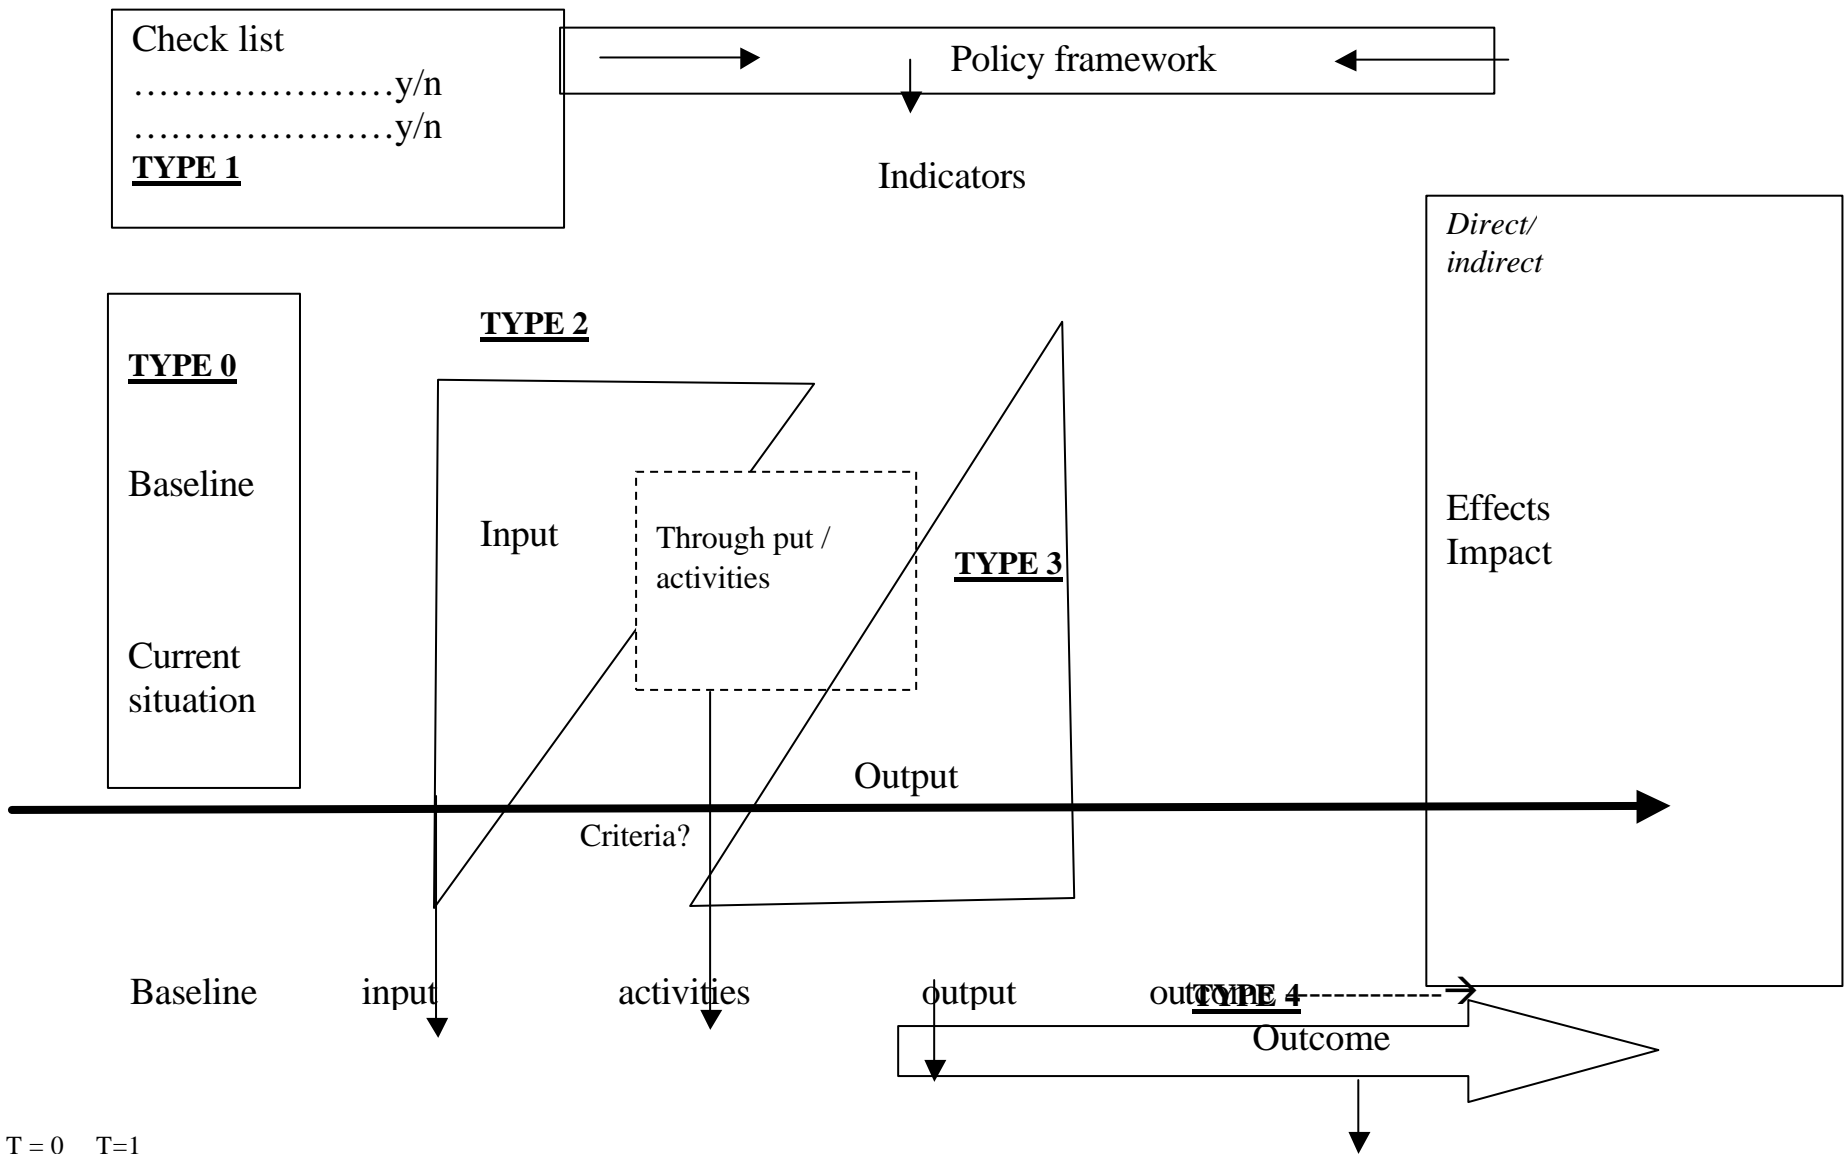 Check list
…………………y/n
…………………y/n
TYPE 1
Policy framework
Indicators
Direct/
indirect
TYPE 2
TYPE 0
Baseline
Input
Through put /
activities
TYPE 3
Effects
Impact
Current
situation
Output
Criteria?
Baseline input activities output outcome
TYPE 4
Outcome
T = 0 T=1